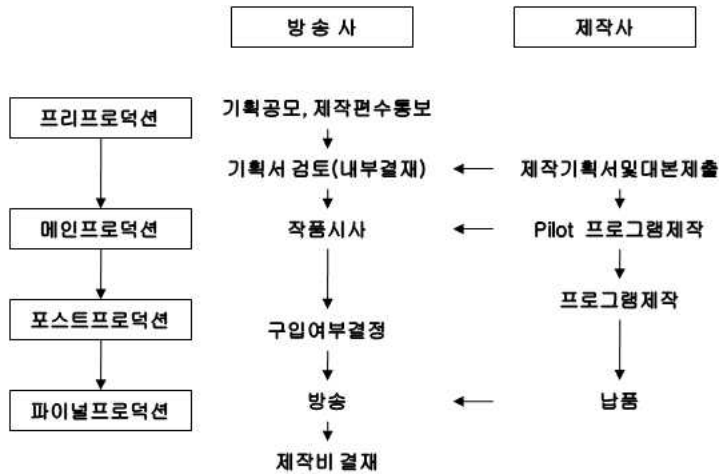 방 송 사
제작사
프리프로덕션
기획공모, 제작편수통보
기획서 검토(내부결재)
제작기획서및대본제출
메인프로덕션
작품시사
Pilot 프로그램제작
프로그램제작
포스트프로덕션
구입여부결정
파이널프로덕션
방송
납품
제작비 결재